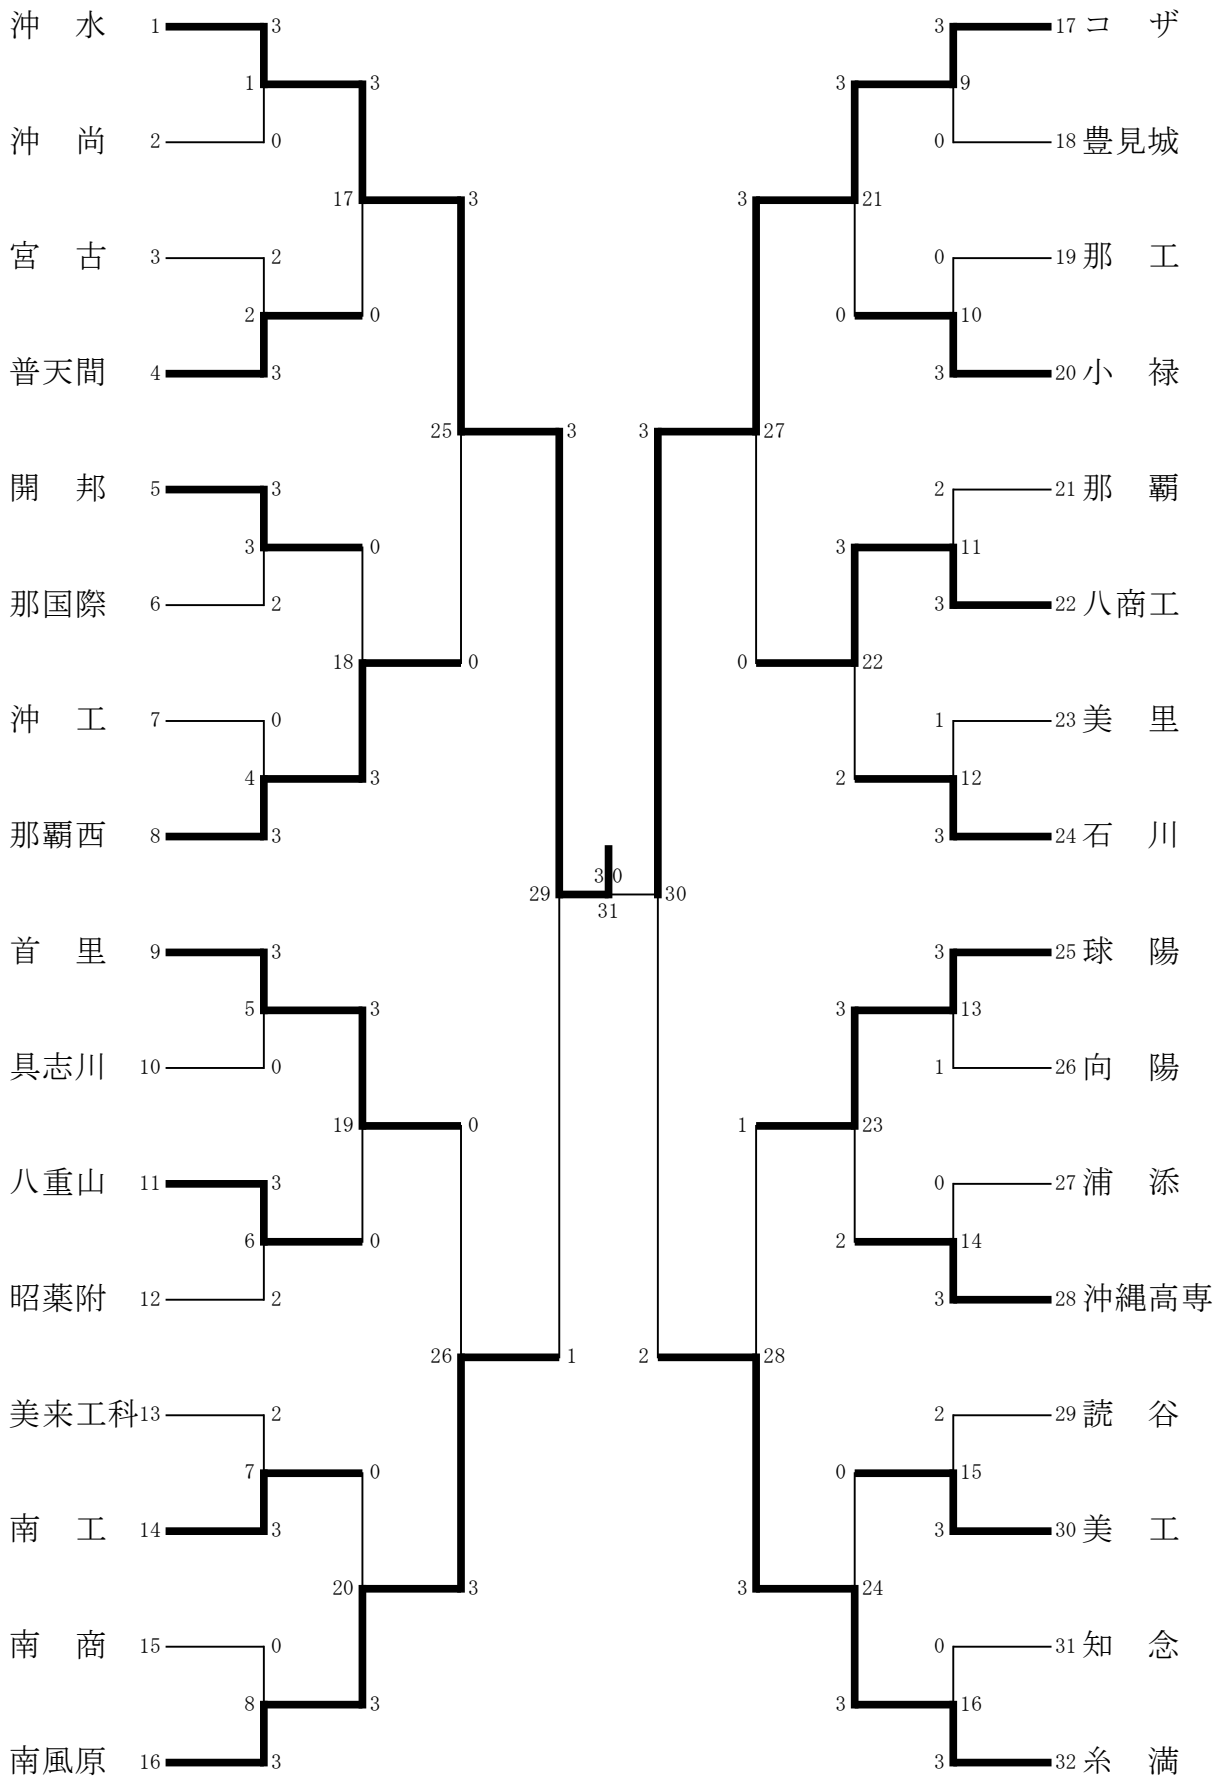 沖　水 1 3 3 17 コ　ザ
1 3 3 9
沖　尚 2 0 0 18 豊見城
17 3 3 21
宮　古 3 2 0 19 那　工
2 0 0 10
普天間 4 3 3 20 小　禄
25 3 3 27
開　邦 5 3 2 21 那　覇
3 0 3 11
那国際 6 2 3 22 八商工
18 0 0 22
沖　工 7 0 1 23 美　里
4 3 2 12
那覇西 8 3 3 24 石　川
3 0
29 30
31
首　里 9 3 3 25 球　陽
5 3 3 13
具志川 10 0 1 26 向　陽
19 0 1 23
八重山 11 3 0 27 浦　添
6 0 2 14
昭薬附 12 2 3 28 沖縄高専
26 1 2 28
美来工科 13 2 2 29 読　谷
7 0 0 15
南　工 14 3 3 30 美　工
20 3 3 24
南　商 15 0 0 31 知　念
8 3 3 16
南風原 16 3 3 32 糸　満